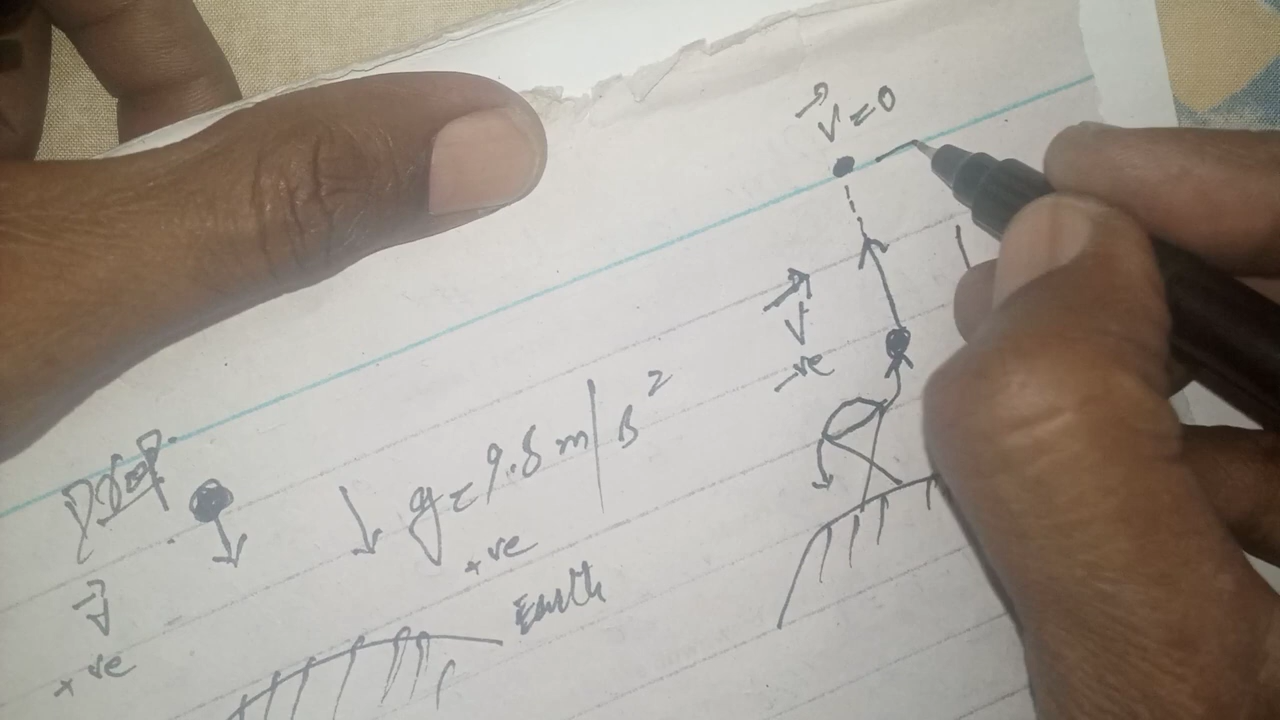 v = 0
v
-ve
g = 9.8 m/s²
+ve
Earth
v
+ve